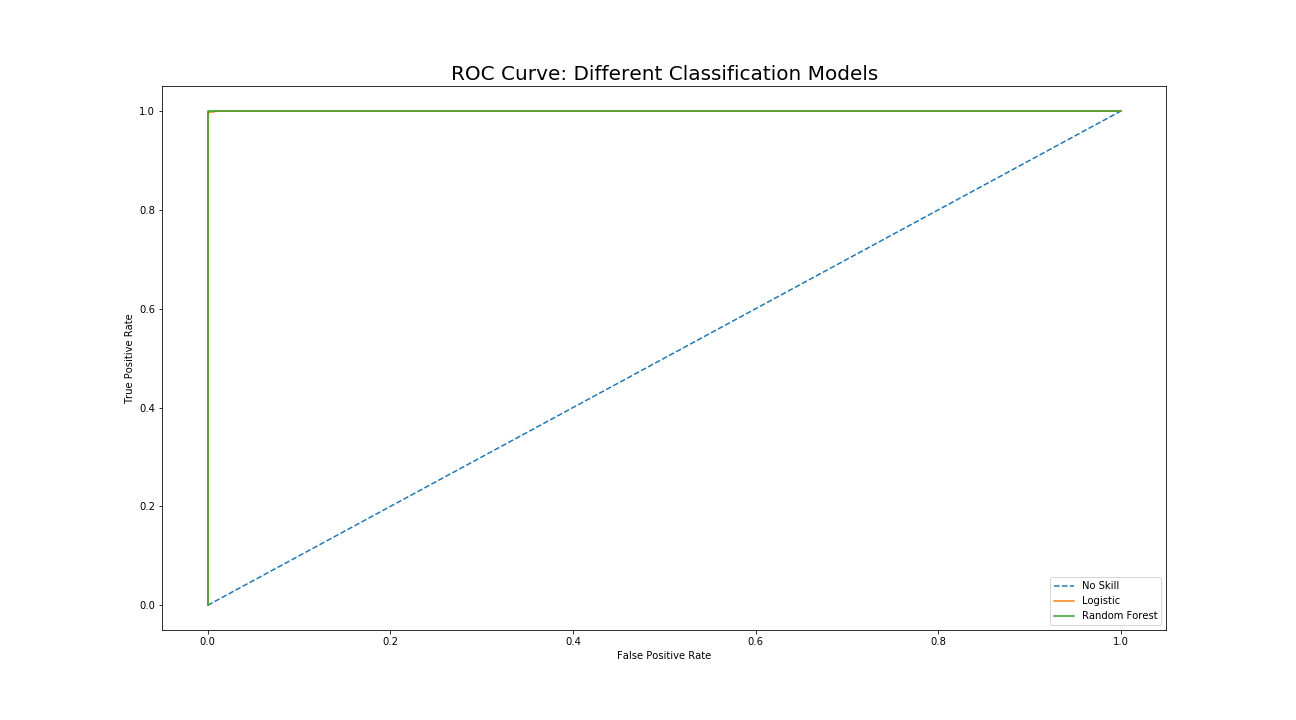 ROC Curve: Different Classification Models
1.0
0.8
0.6
0.4
0.2
0.0
True Positive Rate
0.0 0.2 0.4 0.6 0.8 1.0
False Positive Rate
No Skill
Logistic
Random Forest